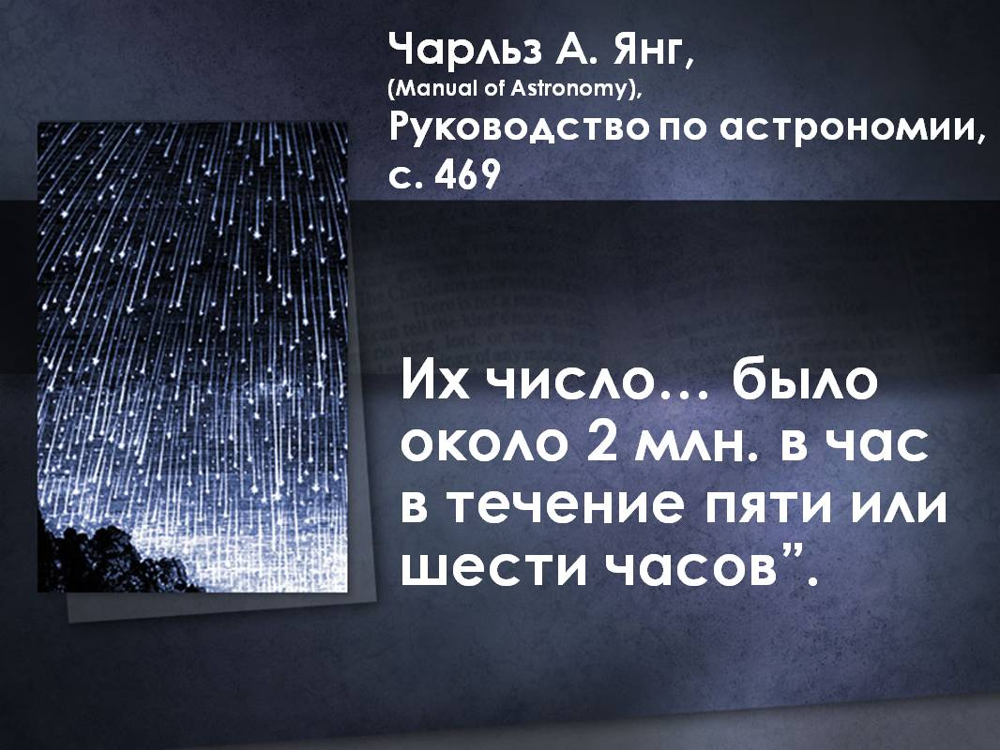 Чарльз А. Янг,
(Manual of Astronomy),
Руководство по астрономии,
с. 469
Их число… было
около 2 млн. в час
в течение пяти или
шести часов”.